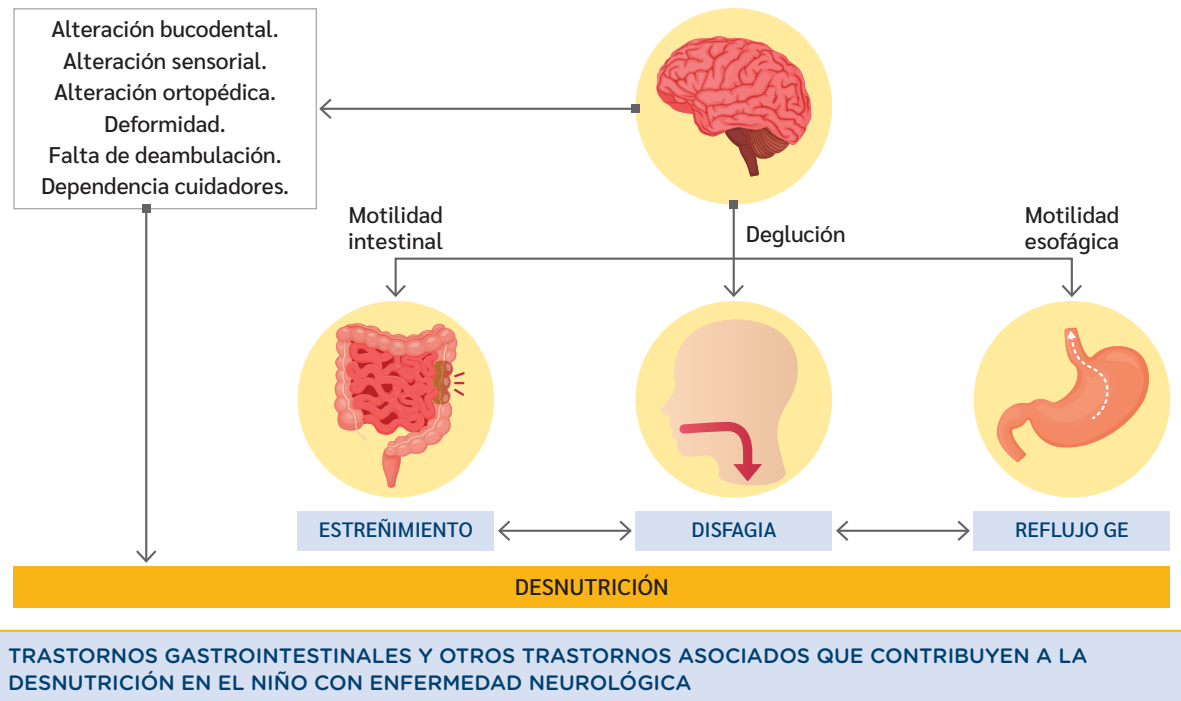 Alteración bucodental.
Alteración sensorial.
Alteración ortopédica.
Deformidad.
Falta de deambulación.
Dependencia cuidadores.
Motilidad
intestinal
Deglución
Motilidad
esofágica
ESTREÑIMIENTO
DISFAGIA
REFLUJO GE
DESNUTRICIÓN
TRASTORNOS GASTROINTESTINALES Y OTROS TRASTORNOS ASOCIADOS QUE CONTRIBUYEN A LA
DESNUTRICIÓN EN EL NIÑO CON ENFERMEDAD NEUROLÓGICA